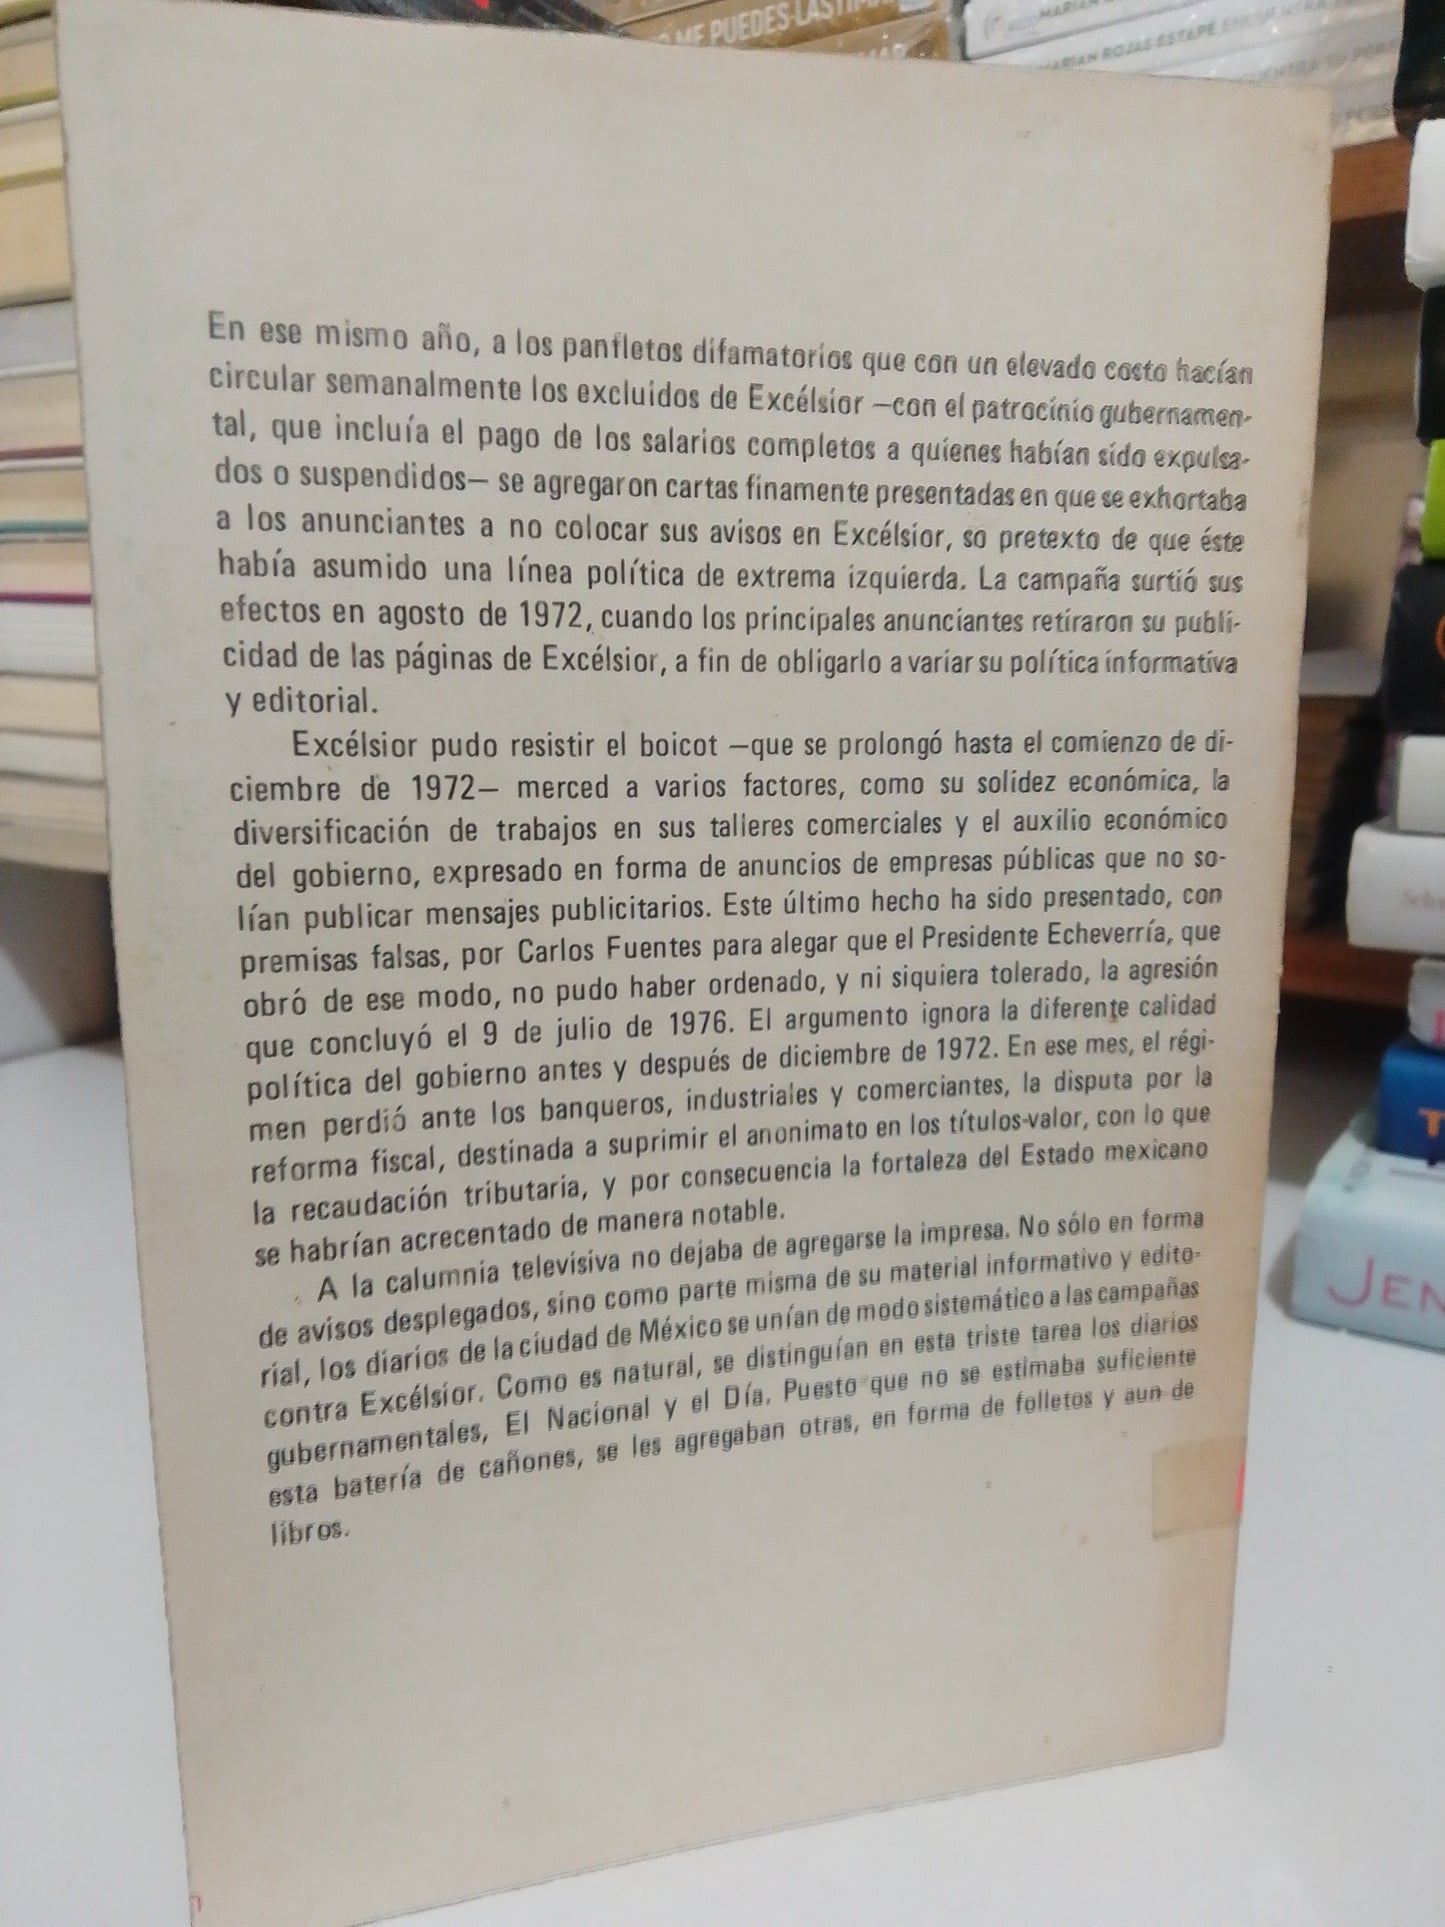 ME PUEDES LASTIMAR
MARIAN ROJAS ESTAPÉ
En ese mismo año, a los panfletos difamatorios que con un elevado costo hacían
circular semanalmente los excluidos de Excélsior —con el patrocinio gubernamen-
tal, que incluía el pago de los salarios completos a quienes habían sido expulsa-
dos o suspendidos— se agregaron cartas finamente presentadas en que se exhortaba
a los anunciantes a no colocar sus avisos en Excélsior, so pretexto de que éste
había asumido una línea política de extrema izquierda. La campaña surtió sus
efectos en agosto de 1972, cuando los principales anunciantes retiraron su publi-
cidad de las páginas de Excélsior, a fin de obligarlo a variar su política informativa
y editorial.
Excélsior pudo resistir el boicot —que se prolongó hasta el comienzo de di-
ciembre de 1972— merced a varios factores, como su solidez económica, la
diversificación de trabajos en sus talleres comerciales y el auxilio económico
del gobierno, expresado en forma de anuncios de empresas públicas que no so-
lían publicar mensajes publicitarios. Este último hecho ha sido presentado, con
premisas falsas, por Carlos Fuentes para alegar que el Presidente Echeverría, que
obró de ese modo, no pudo haber ordenado, y ni siquiera tolerado, la agresión
que concluyó el 9 de julio de 1976. El argumento ignora la diferente calidad
política del gobierno antes y después de diciembre de 1972. En ese mes, el régi-
men perdió ante los banqueros, industriales y comerciantes, la disputa por la
reforma fiscal, destinada a suprimir el anonimato en los títulos-valor, con lo que
la recaudación tributaria, y por consecuencia la fortaleza del Estado mexicano
se habrían acrecentado de manera notable.
A la calumnia televisiva no dejaba de agregarse la impresa. No sólo en forma
de avisos desplegados, sino como parte misma de su material informativo y edito-
rial, los diarios de la ciudad de México se unían de modo sistemático a las campañas
contra Excélsior. Como es natural, se distinguían en esta triste tarea los diarios
gubernamentales, El Nacional y el Día. Puesto que no se estimaba suficiente
esta batería de cañones, se les agregaban otras, en forma de folletos y aun de
libros.
JEN